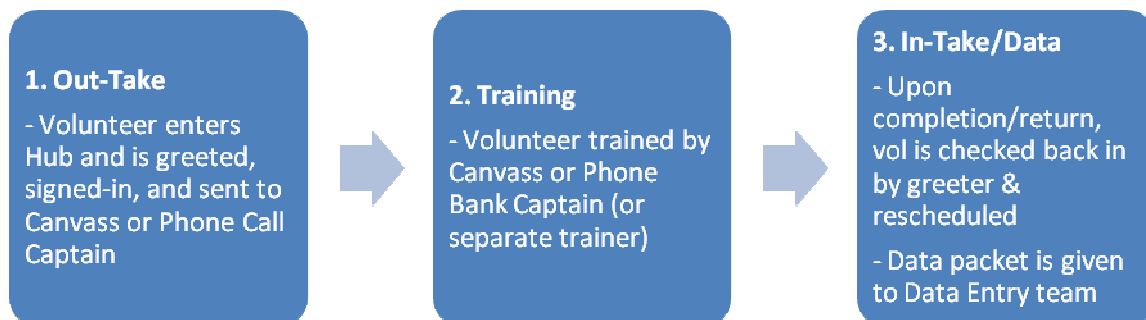 1. Out-Take
- Volunteer enters
Hub and is greeted,
signed-in, and sent to
Canvass or Phone Call
Captain
2. Training
- Volunteer trained by
Canvass or Phone
Bank Captain (or
separate trainer)
3. In-Take/Data
- Upon
completion/return,
vol is checked back in
by greeter &
rescheduled
- Data packet is given
to Data Entry team